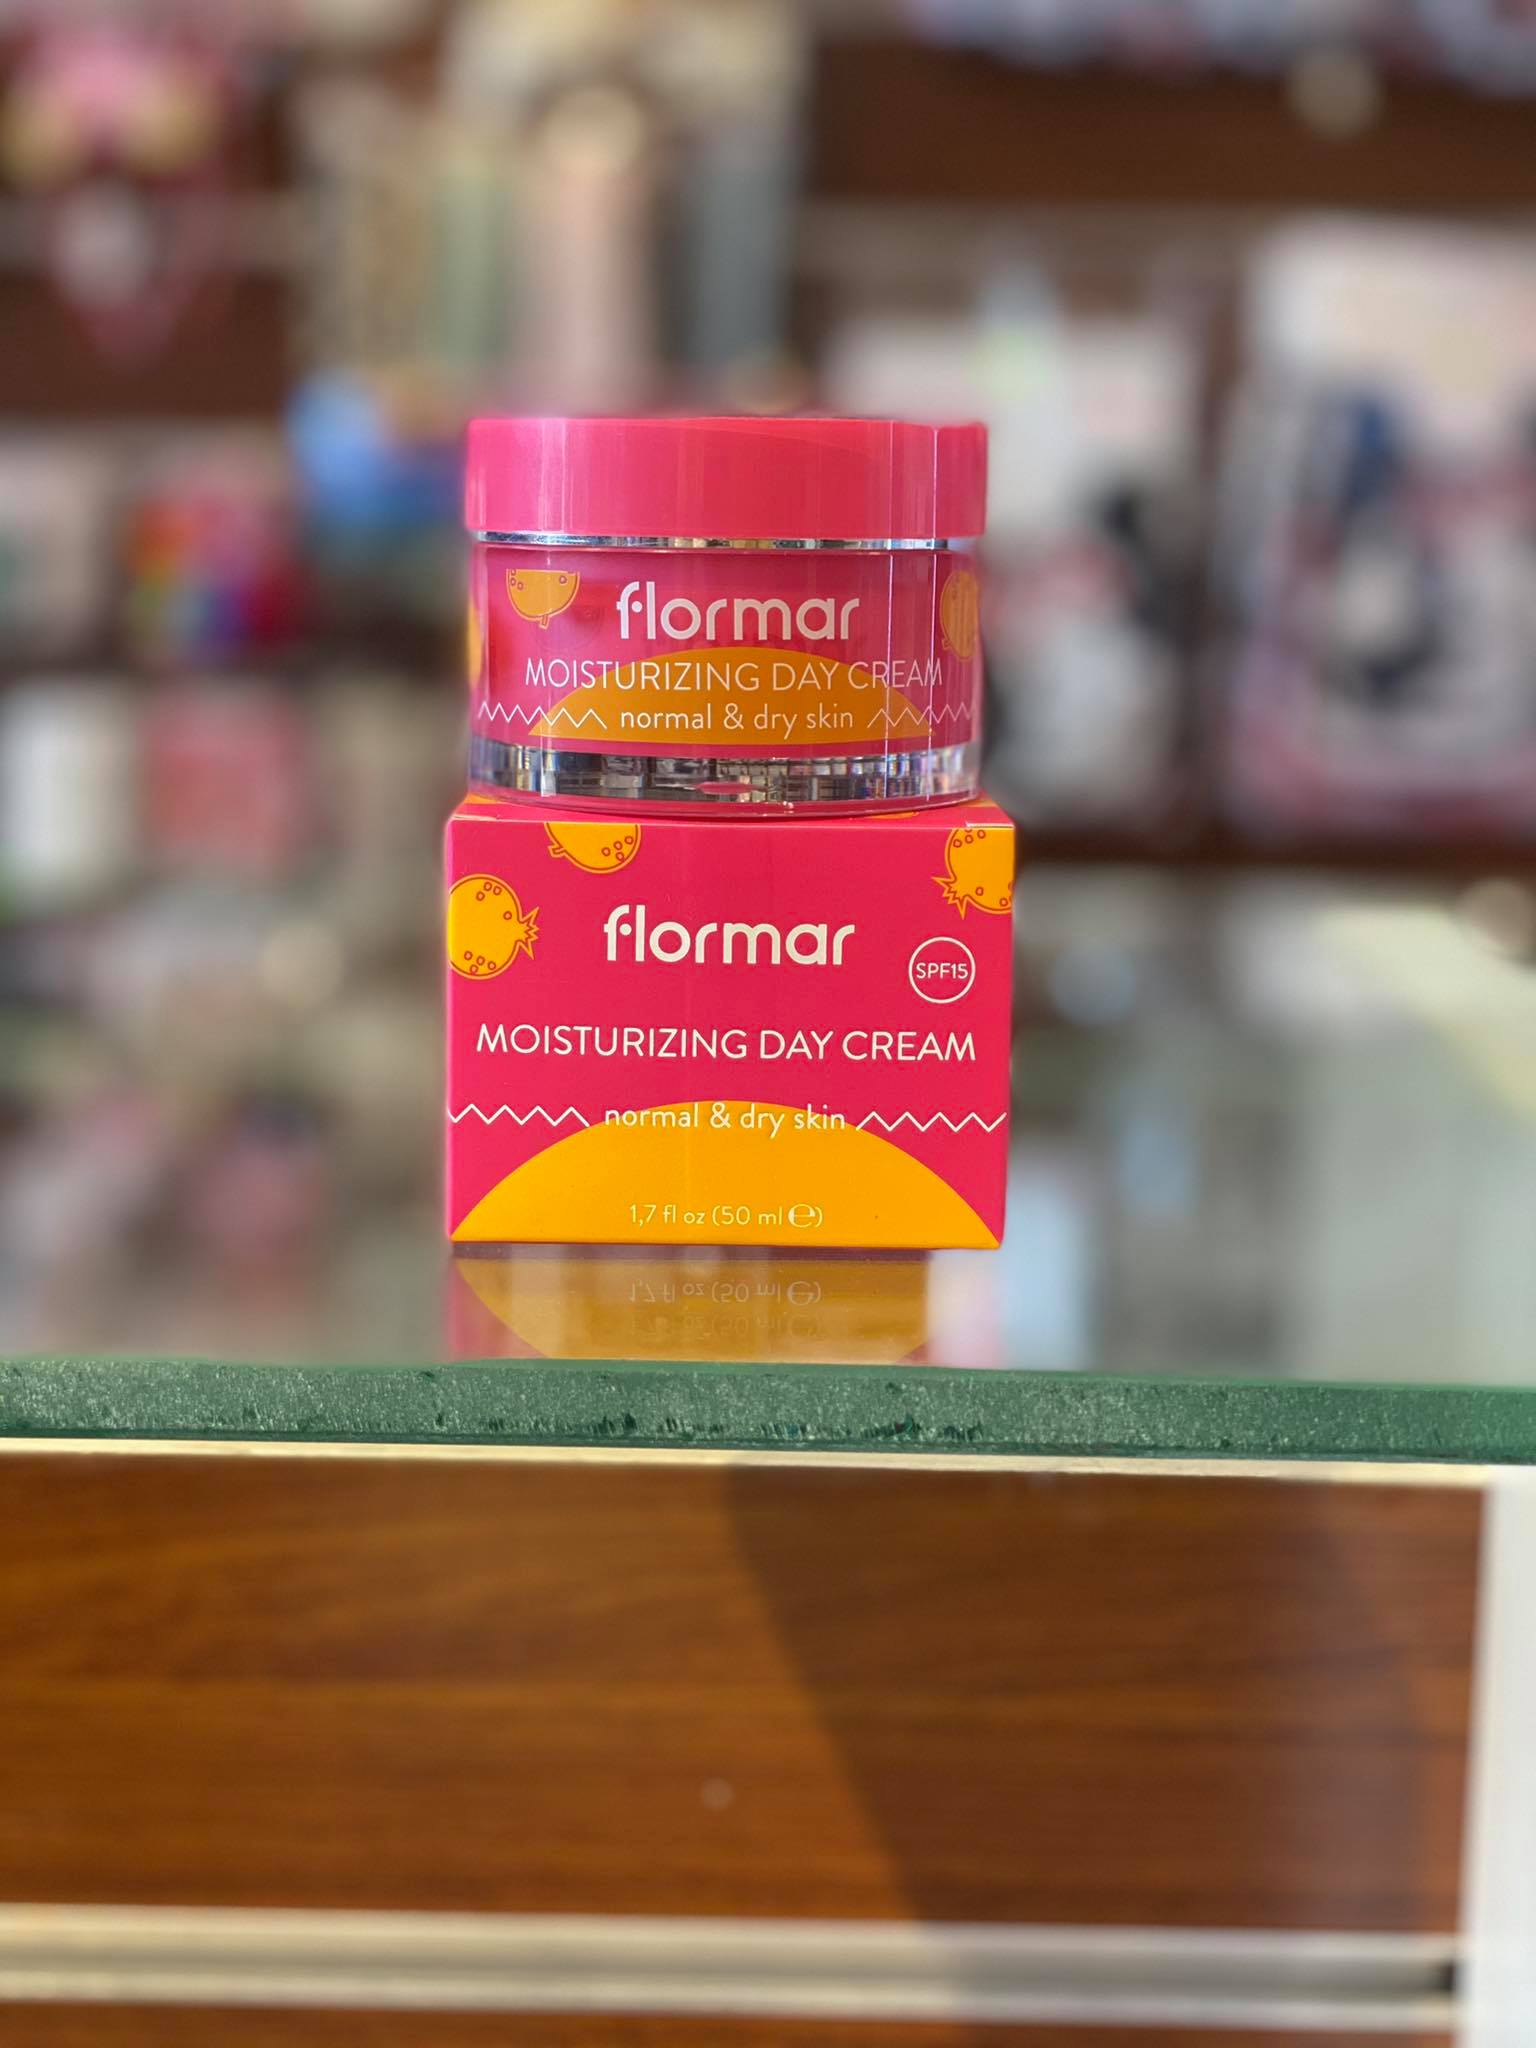 flormar
MOISTURIZING DAY CREAM
normal & dry skin
flormar
SPF15
MOISTURIZING DAY CREAM
normal & dry skin
1,7 fl oz (50 ml ℮)